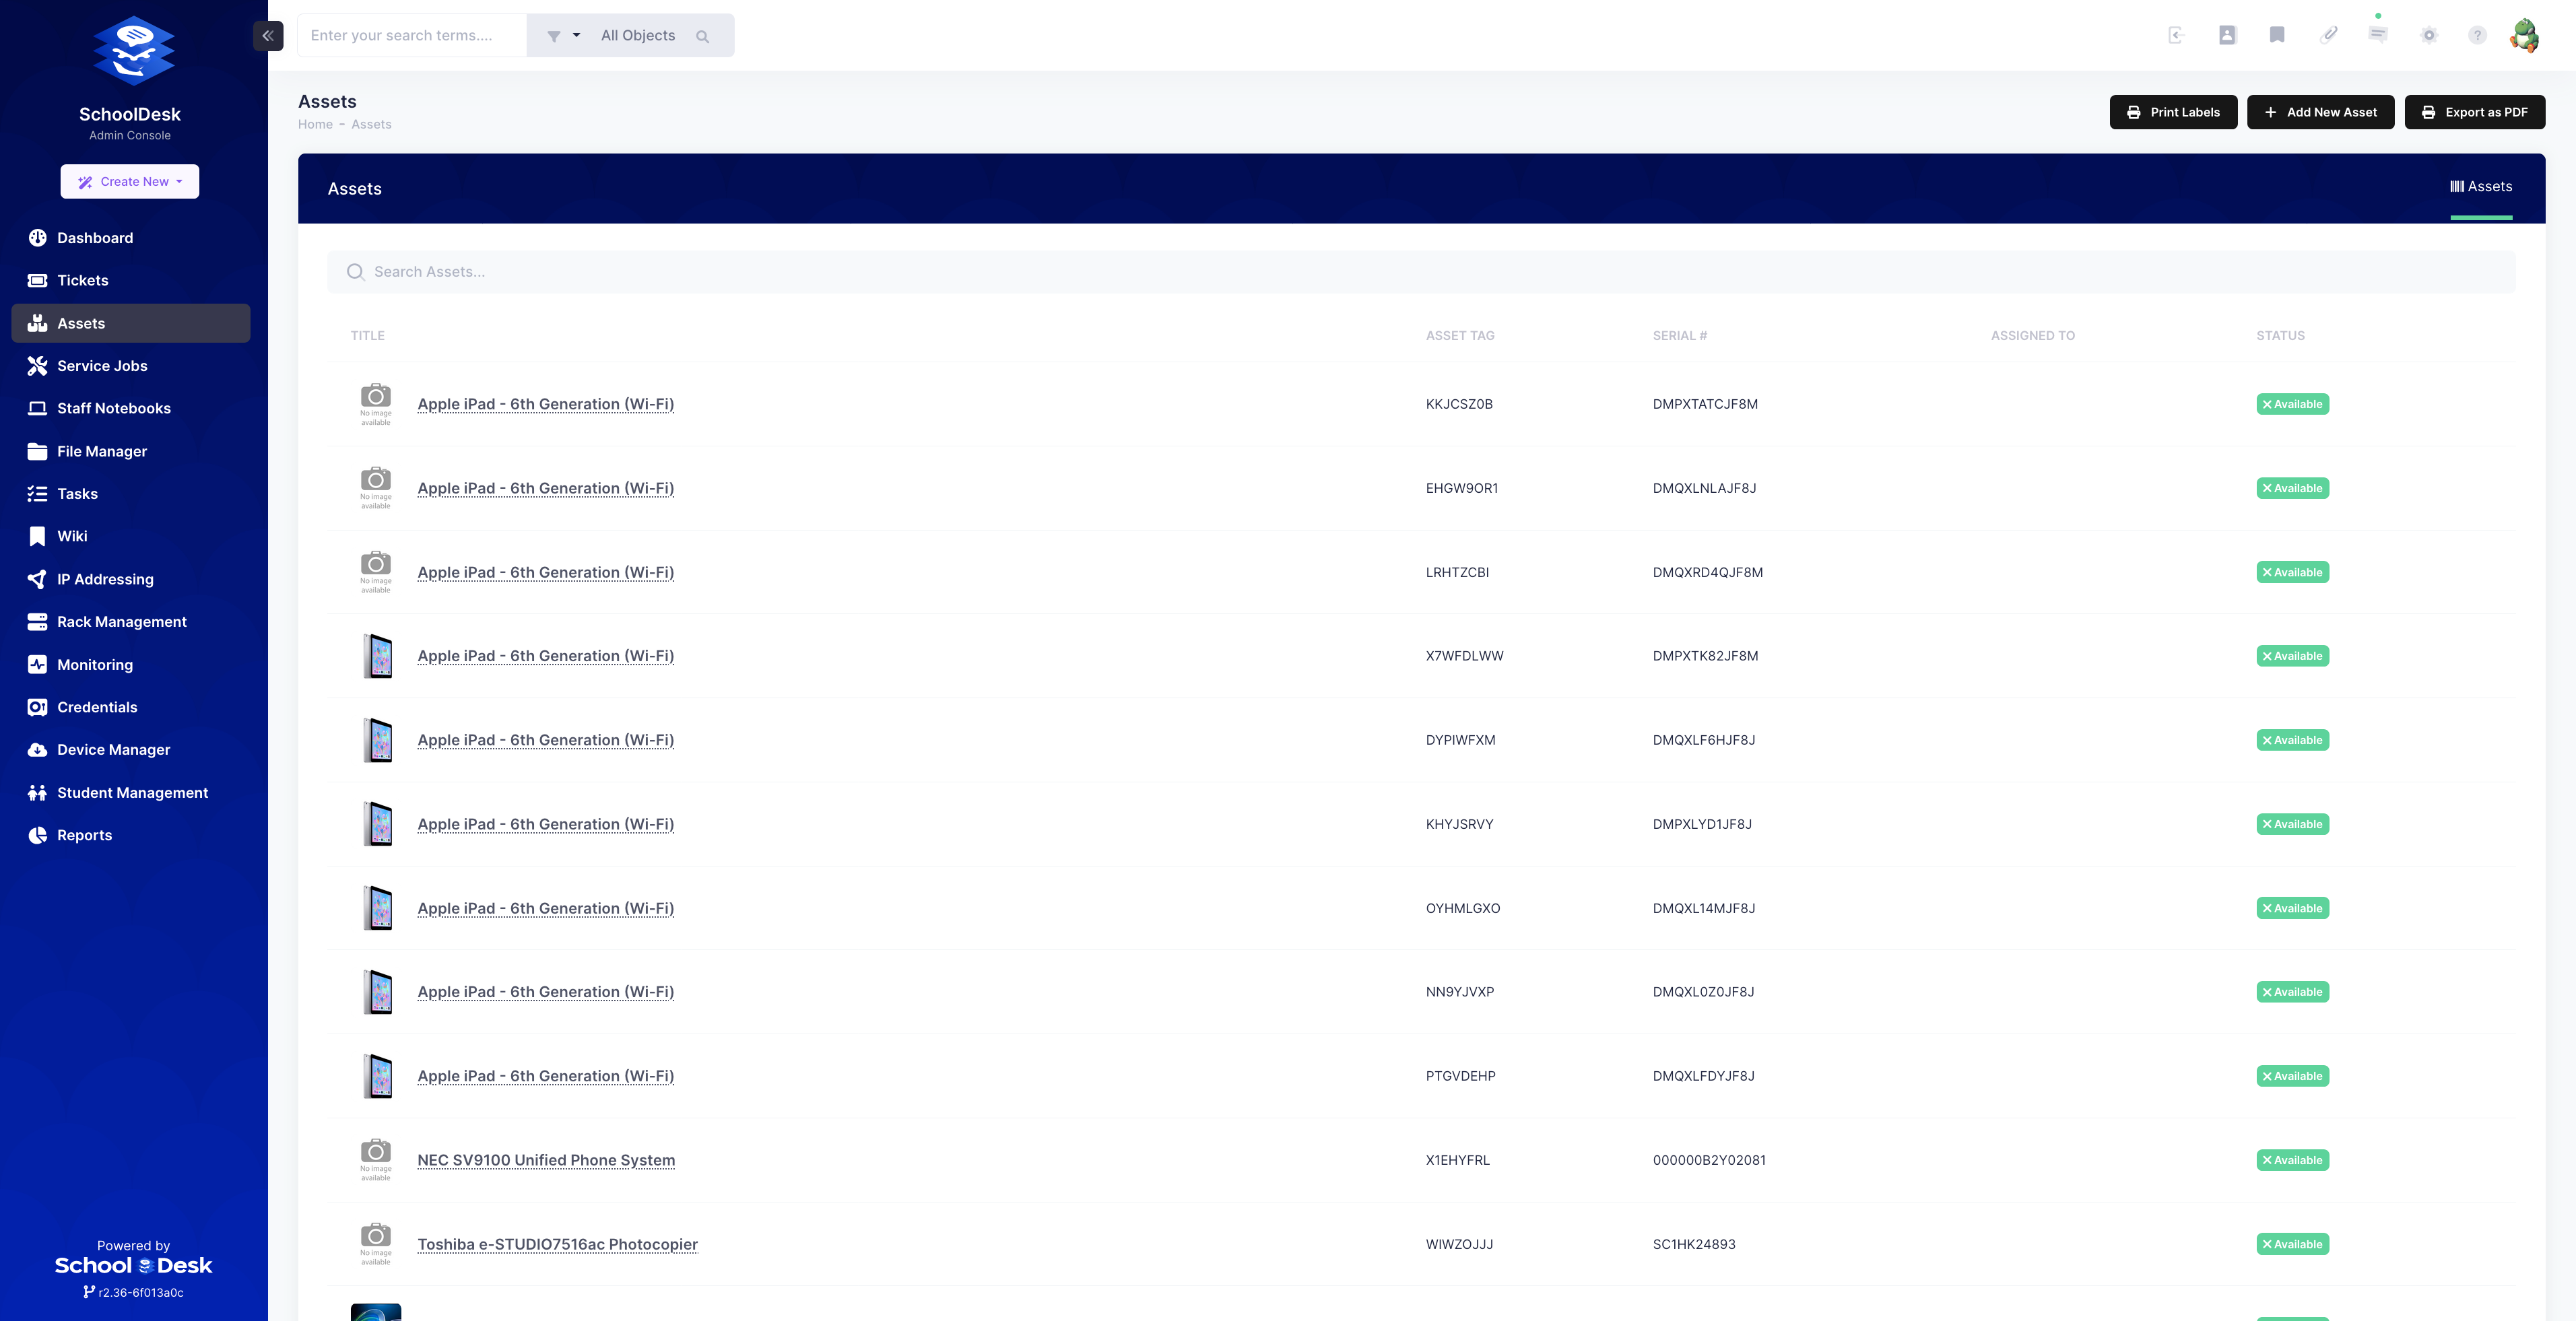 SchoolDesk
Admin Console
Create New
Dashboard
Tickets
Assets
Service Jobs
Staff Notebooks
File Manager
Tasks
Wiki
IP Addressing
Rack Management
Monitoring
Credentials
Device Manager
Student Management
Reports
Powered by
School Desk
r2.36-6f013a0c
Enter your search terms....
All Objects
Assets
Home - Assets
Print Labels
Add New Asset
Export as PDF
Assets
Assets
Search Assets...
TITLE ASSET TAG SERIAL # ASSIGNED TO STATUS
No image
available
Apple iPad - 6th Generation (Wi-Fi) KKJCSZ0B DMPXTATCJF8M Available
No image
available
Apple iPad - 6th Generation (Wi-Fi) EHGW9OR1 DMQXLNLAJF8J Available
No image
available
Apple iPad - 6th Generation (Wi-Fi) LRHTZCBI DMQXRD4QJF8M Available
Apple iPad - 6th Generation (Wi-Fi) X7WFDLWW DMPXTK82JF8M Available
Apple iPad - 6th Generation (Wi-Fi) DYPIWFXM DMQXLF6HJF8J Available
Apple iPad - 6th Generation (Wi-Fi) KHYJSRVY DMPXLYD1JF8J Available
Apple iPad - 6th Generation (Wi-Fi) OYHMLGXO DMQXL14MJF8J Available
Apple iPad - 6th Generation (Wi-Fi) NN9YJVXP DMQXL0Z0JF8J Available
Apple iPad - 6th Generation (Wi-Fi) PTGVDEHP DMQXLFDYJF8J Available
No image
available
NEC SV9100 Unified Phone System X1EHYFRL 000000B2Y02081 Available
No image
available
Toshiba e-STUDIO7516ac Photocopier WIWZOJJJ SC1HK24893 Available